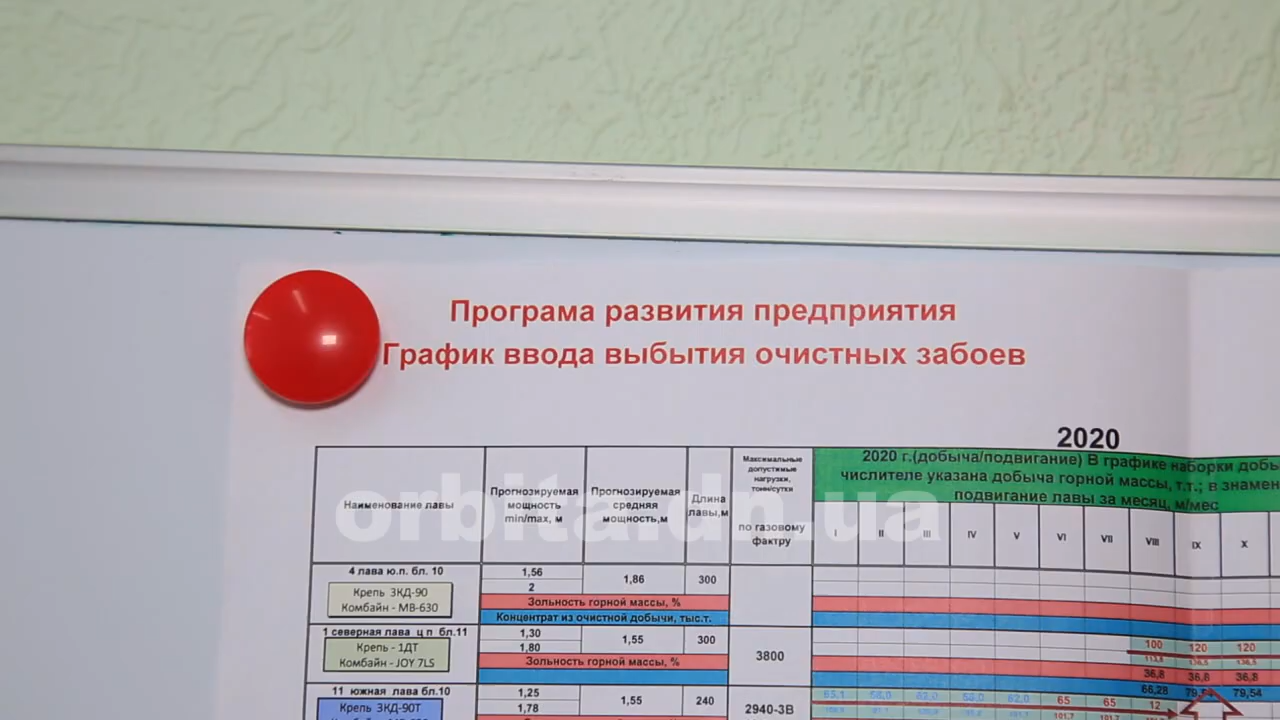 Програма развития предприятия
График ввода выбытия очистных забоев
2020
Наименование лавы
Прогнозируемая мощность min/max, м
Прогнозируемая средняя мощность,м
Длина лавы,м
Максимальные допустимые нагрузки, тонн/сутки
по газовому фактру
2020 г.(добыча/подвигание) В графике наборки
числителе указана добыча горной массы, т.т.; в
подвигание лавы за месяц, м/мес
I II III IV V VI VII VIII IX X
4 лава ю.п. бл. 10
Крепь ЗКД-90
Комбайн - МВ-630
1,56
2
1,86
300
Зольность горной массы, %
Концентрат из очистной добычи, тыс.т.
1 северная лава ц п бл.11
Крепь - 1ДТ
Комбайн - JOY 7LS
1,30
1,80
1,55
300
3800
Зольность горной массы, %
100 120 120
36,8 36,8 36,8
66,28 79,54
11 южная лава бл.10
Крепь ЗКД-90Т
1,25
1,78
1,55
240
2940-3В
65 65 12
orbita.dn.ua